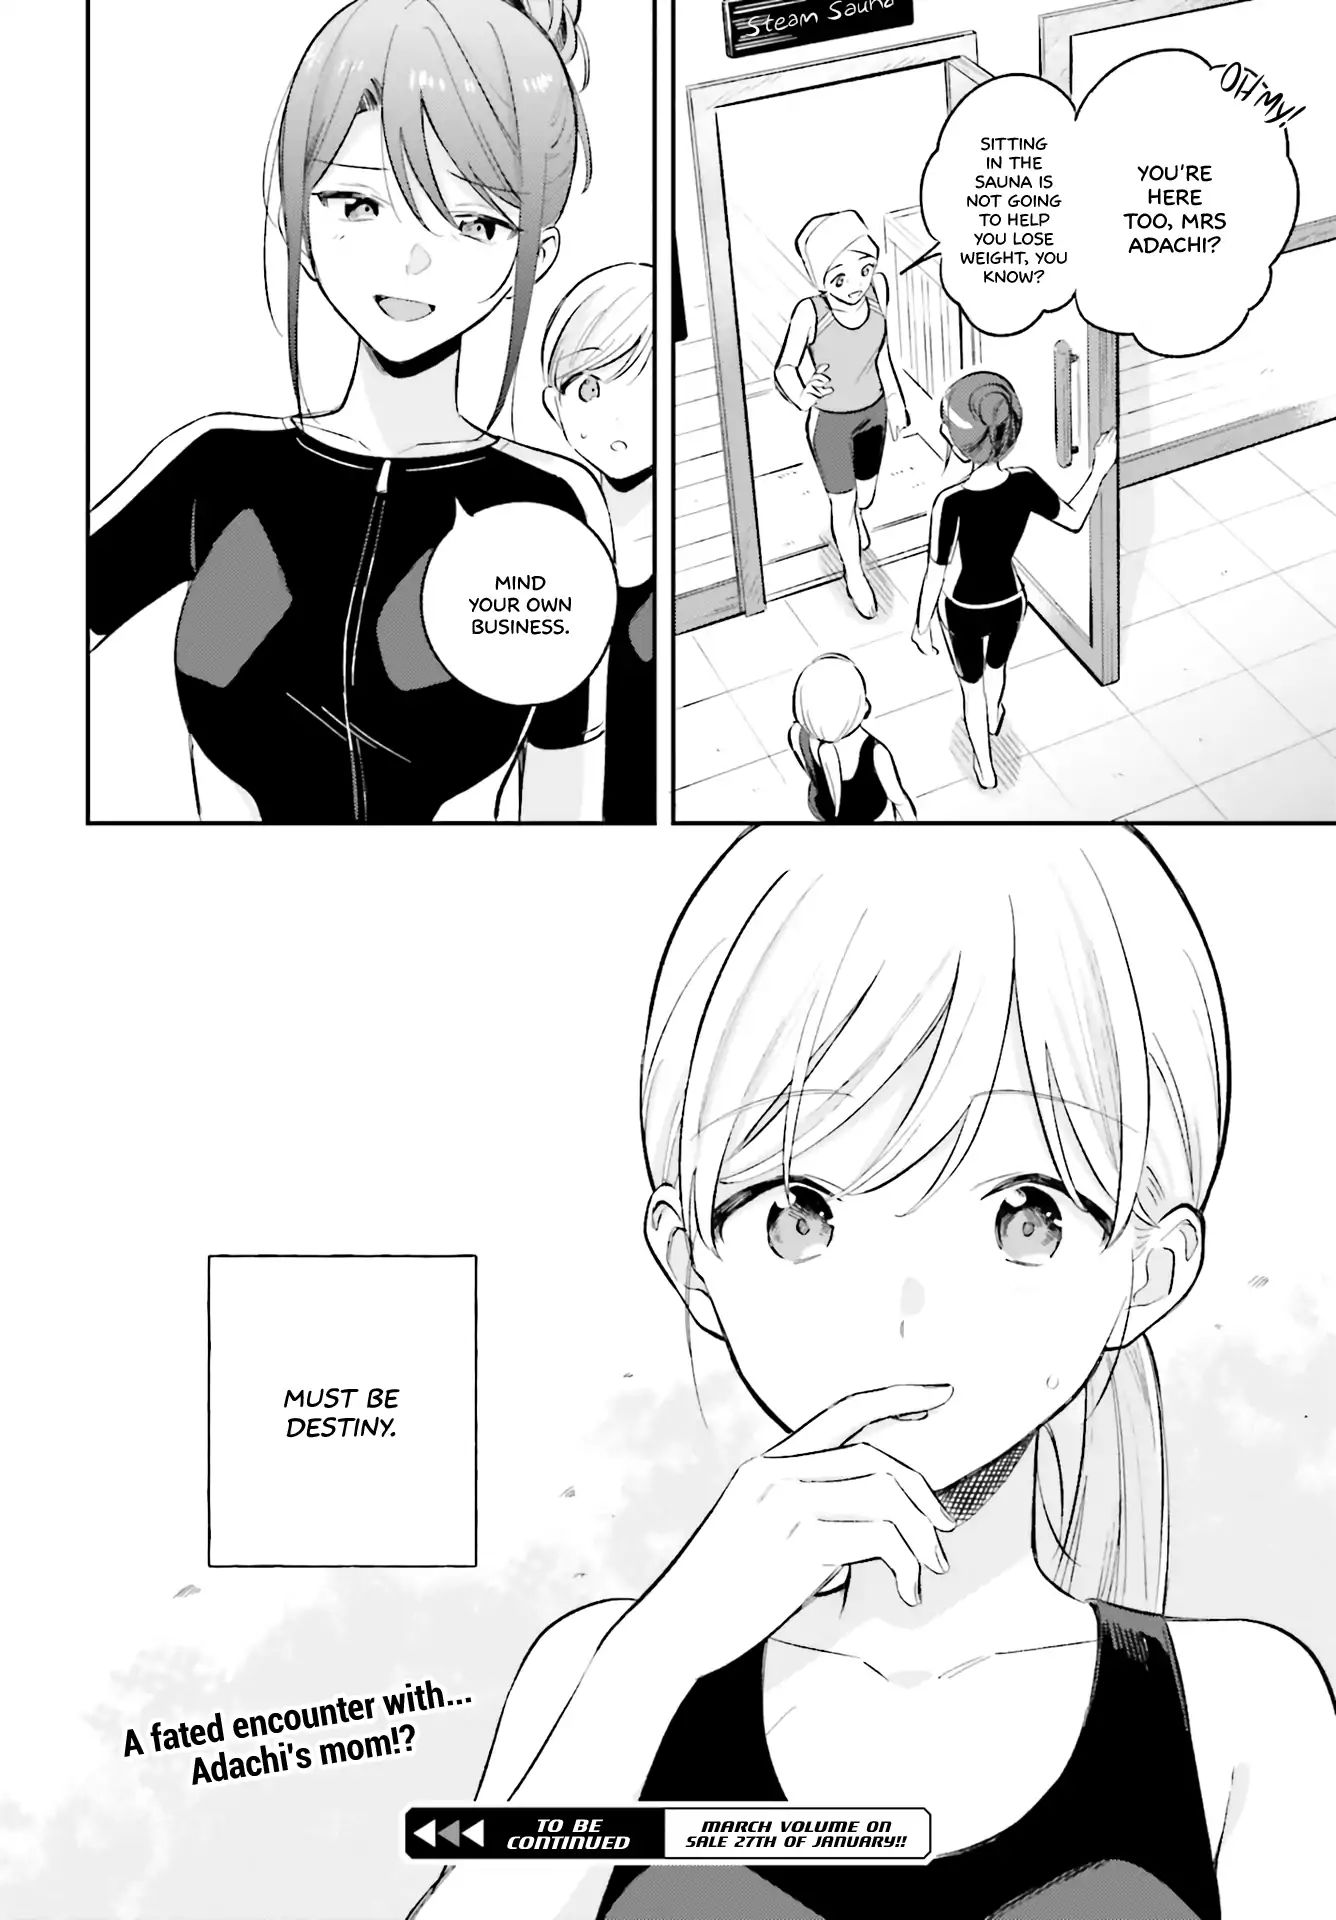 Steam Sauna
OH MY!
YOU'RE
HERE
TOO, MRS
ADACHI?
SITTING
IN THE
SAUNA IS
NOT GOING
TO HELP
YOU LOSE
WEIGHT, YOU
KNOW?
MIND
YOUR OWN
BUSINESS.
MUST BE
DESTINY.
A fated encounter with...
Adachi's mom!?
TO BE
CONTINUED
MARCH VOLUME ON
SALE 27TH OF JANUARY!!